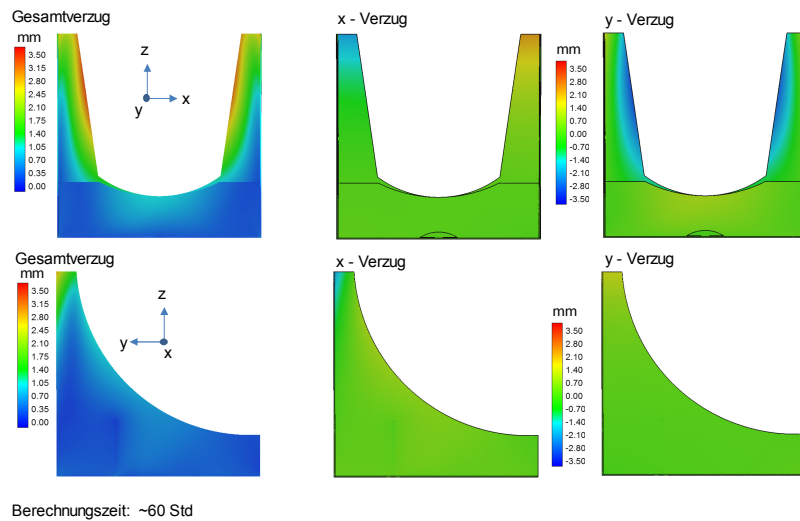 Gesamtverzug
x - Verzug
y - Verzug
mm
3.50
3.15
2.80
2.45
1.75
1.40
1.05
0.70
0.35
0.00
z
y
x
mm
3.50
2.80
2.10
1.40
0.70
0.00
-0.70
-1.40
-2.10
-2.80
-3.50
Gesamtverzug
x - Verzug
y - Verzug
mm
3.50
3.15
2.80
2.45
2.10
1.75
1.40
1.05
0.70
0.35
0.00
z
y
x
mm
3.50
2.80
2.10
1.40
0.70
0.00
-0.70
-1.40
-2.10
-2.80
-3.50
Berechnungszeit: ~60 Std